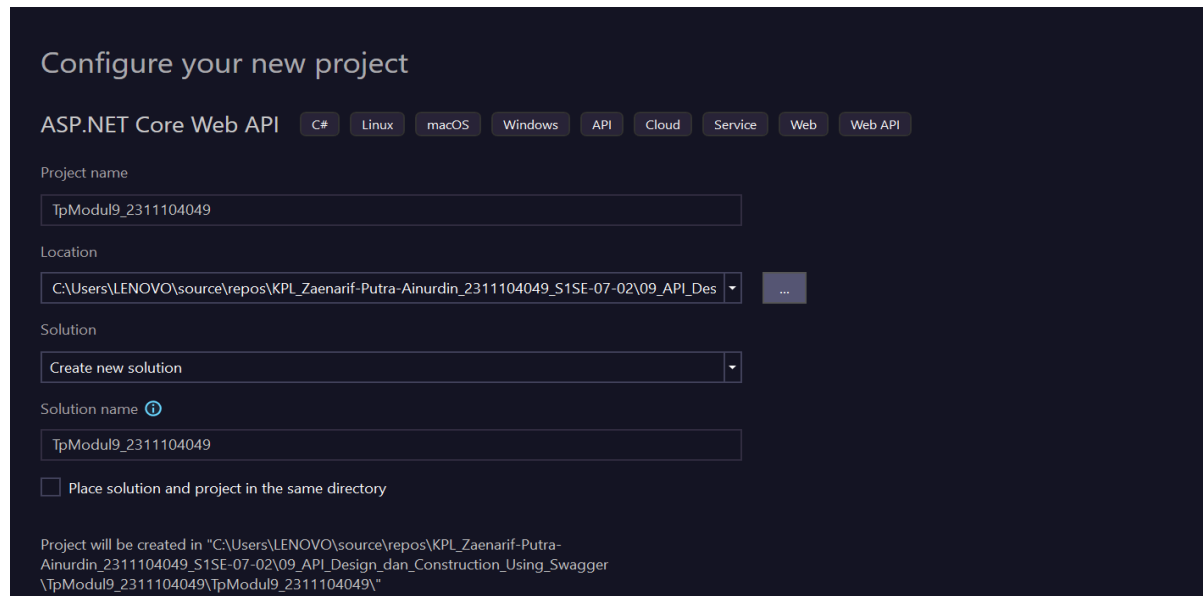 Configure your new project
ASP.NET Core Web API C# Linux macOS Windows API Cloud Service Web Web API
Project name
TpModul9_2311104049
Location
C:\Users\LENOVO\source\repos\KPL_Zaenarif-Putra-Ainurdin_2311104049_S1SE-07-02\09_API_Des
...
Solution
Create new solution
Solution name
TpModul9_2311104049
Place solution and project in the same directory
Project will be created in "C:\Users\LENOVO\source\repos\KPL_Zaenarif-Putra-
Ainurdin_2311104049_S1SE-07-02\09_API_Design_dan_Construction_Using_Swagger
\TpModul9_2311104049\TpModul9_2311104049\"